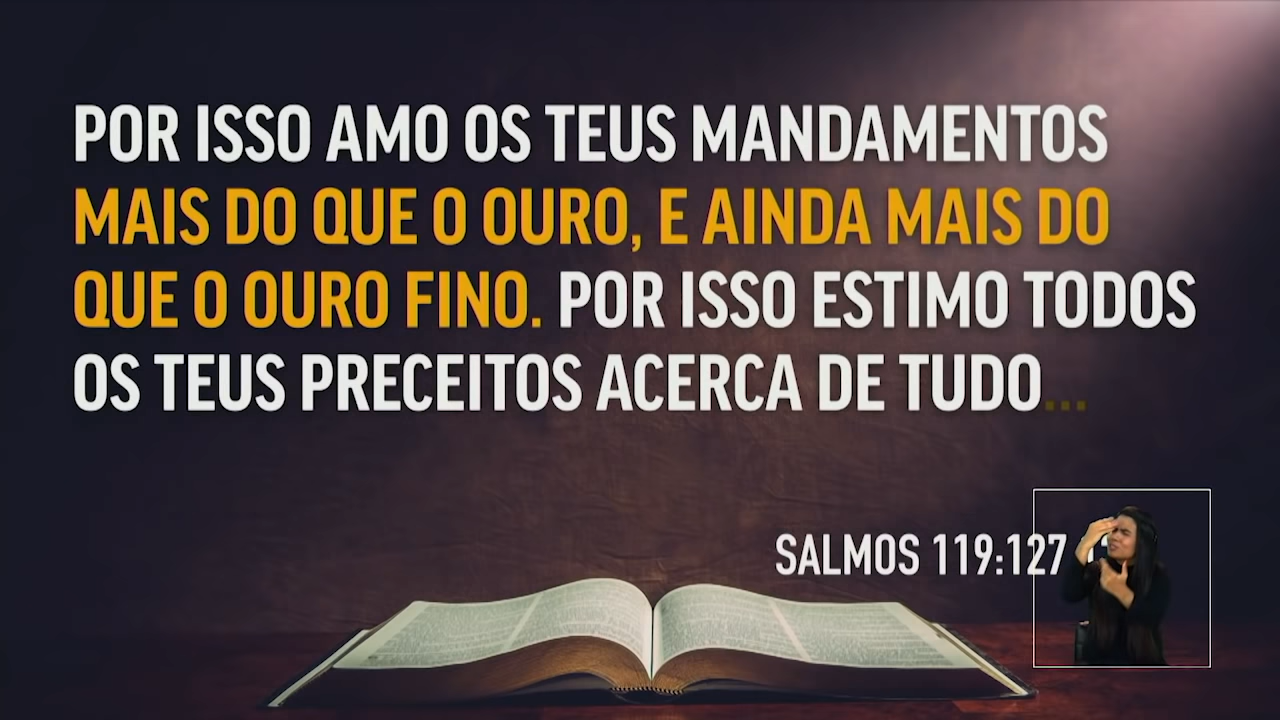 POR ISSO AMO OS TEUS MANDAMENTOS
MAIS DO QUE O OURO, E AINDA MAIS DO
QUE O OURO FINO. POR ISSO ESTIMO TODOS
OS TEUS PRECEITOS ACERCA DE TUDO...
SALMOS 119:127